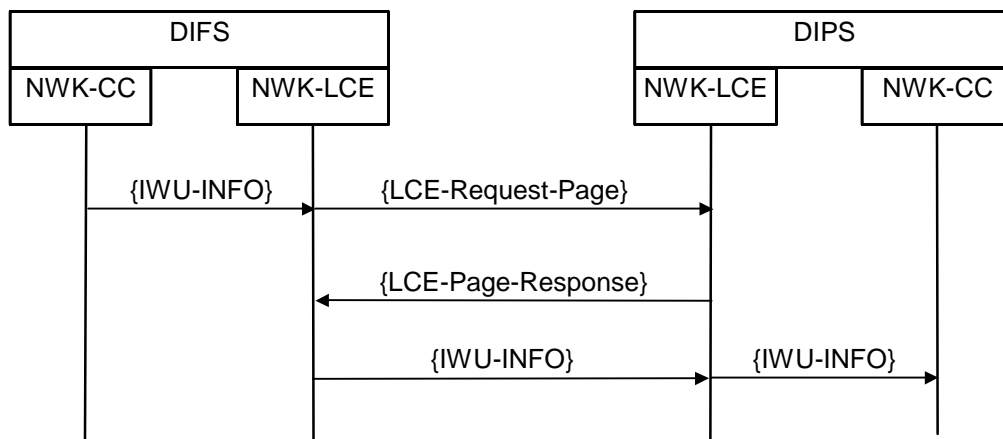 DIFS
DIPS
NWK-CC
NWK-LCE
NWK-LCE
NWK-CC
{IWU-INFO}
{LCE-Request-Page}
{LCE-Page-Response}
{IWU-INFO}
{IWU-INFO}